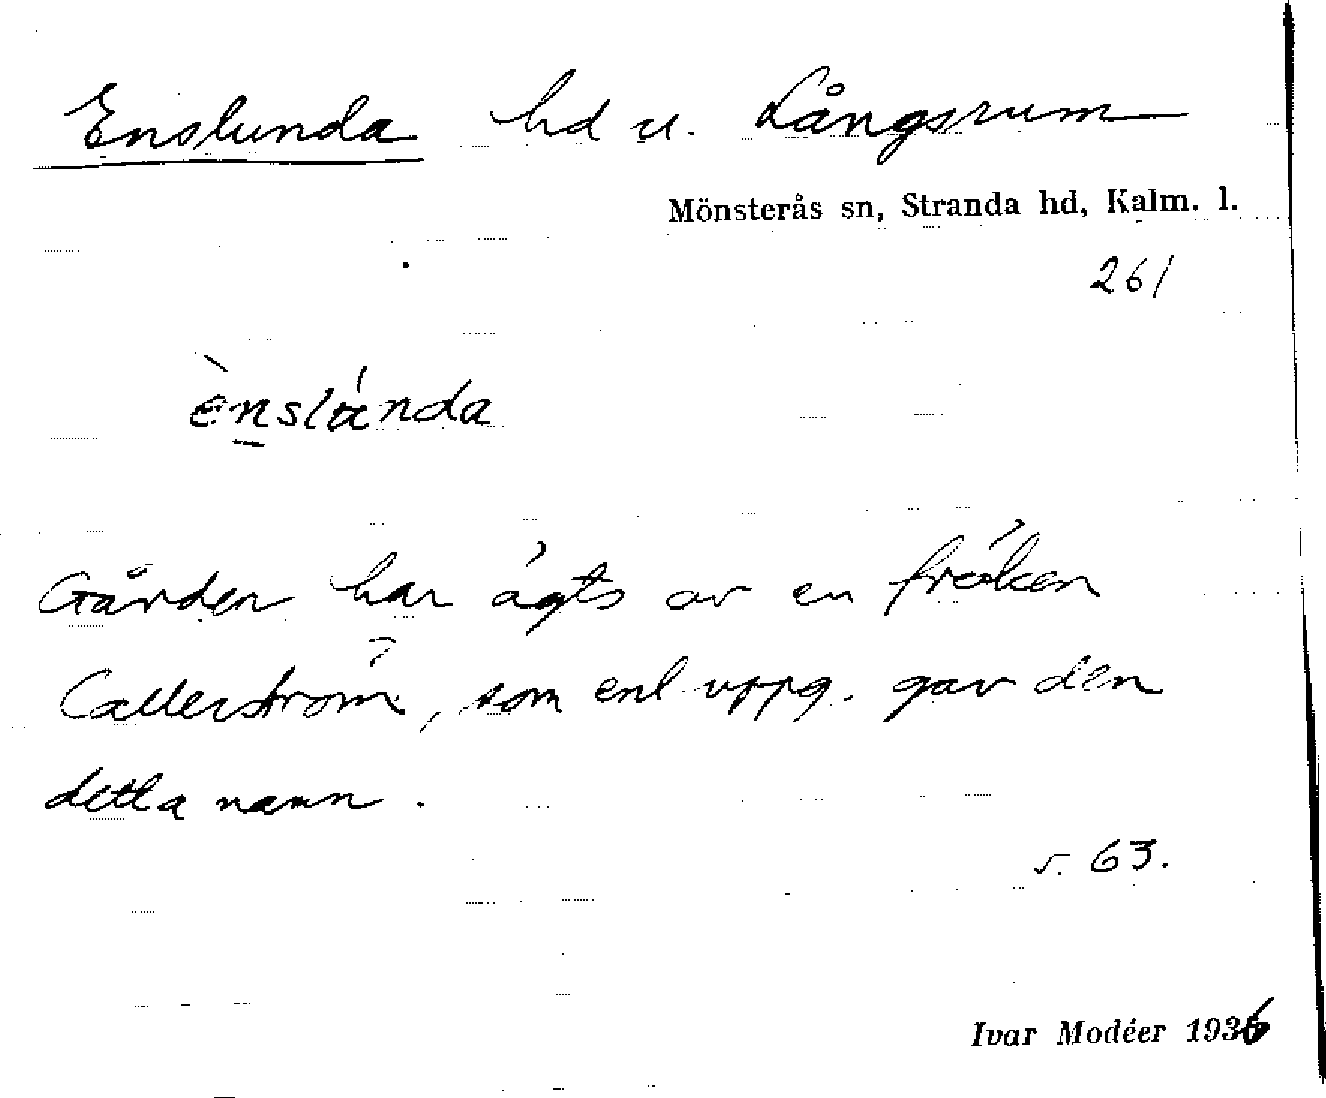 Enslunda hd u. Långsrum
Mönsterås sn, Stranda hd, Kalm. l.
261
Gården har ägts av en fröken
Callerström, som enl uppg. gav den
detta namn.
s. 63.
Ivar Modéer 1936